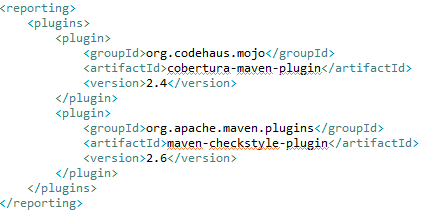 <reporting>
    <plugins>
        <plugin>
            <groupId>org.codehaus.mojo</groupId>
            <artifactId>cobertura-maven-plugin</artifactId>
            <version>2.4</version>
        </plugin>
        <plugin>
            <groupId>org.apache.maven.plugins</groupId>
            <artifactId>maven-checkstyle-plugin</artifactId>
            <version>2.6</version>
        </plugin>
    </plugins>
</reporting>